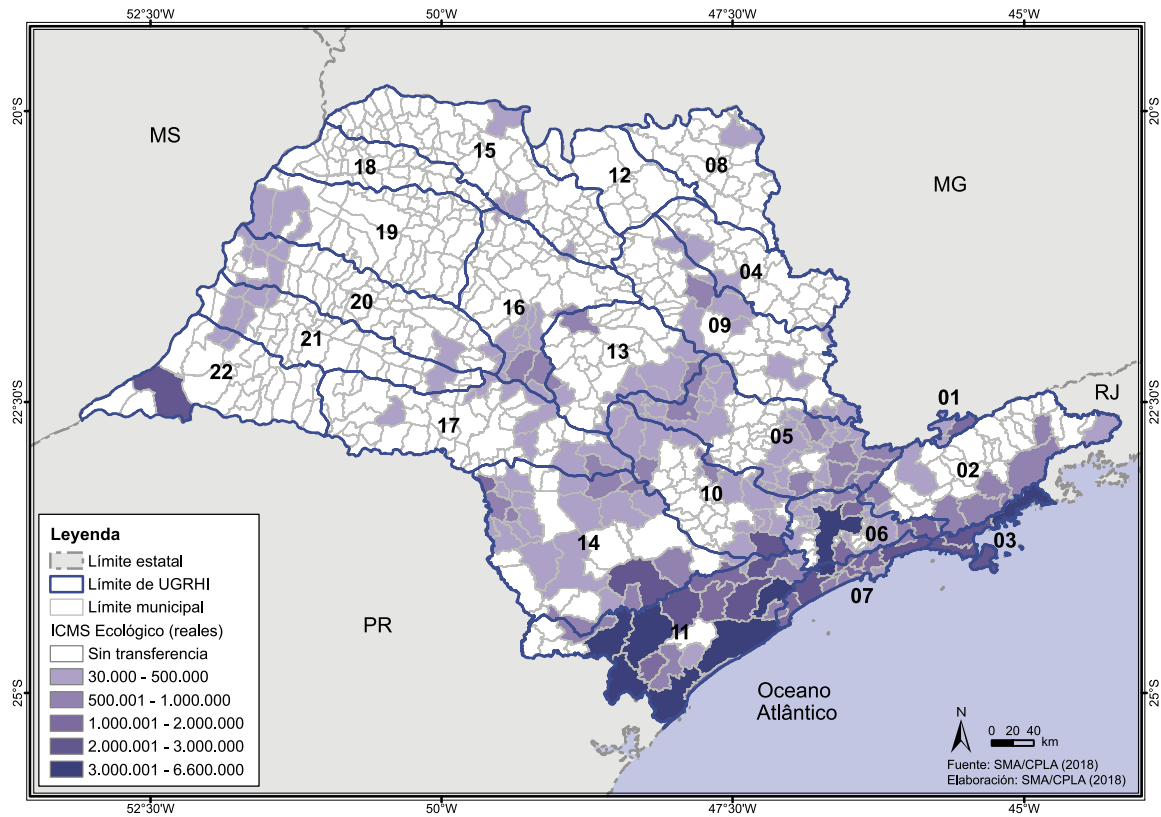 52°30'W
50°W
47°30'W
45°W
20°S
20°S
MS
MG
15
18
12
08
19
04
20
16
09
21
13
22
17
01
RJ
05
02
10
14
06
03
07
11
PR
22°30'S
22°30'S
25°S
25°S
Oceano
Atlântico
Leyenda
Límite estatal
Límite de UGRHI
Límite municipal
ICMS Ecológico (reales)
Sin transferencia
30.000 - 500.000
500.001 - 1.000.000
1.000.001 - 2.000.000
2.000.001 - 3.000.000
3.000.001 - 6.600.000
N
0 20 40
km
Fuente: SMA/CPLA (2018)
Elaboración: SMA/CPLA (2018)
52°30'W
50°W
47°30'W
45°W